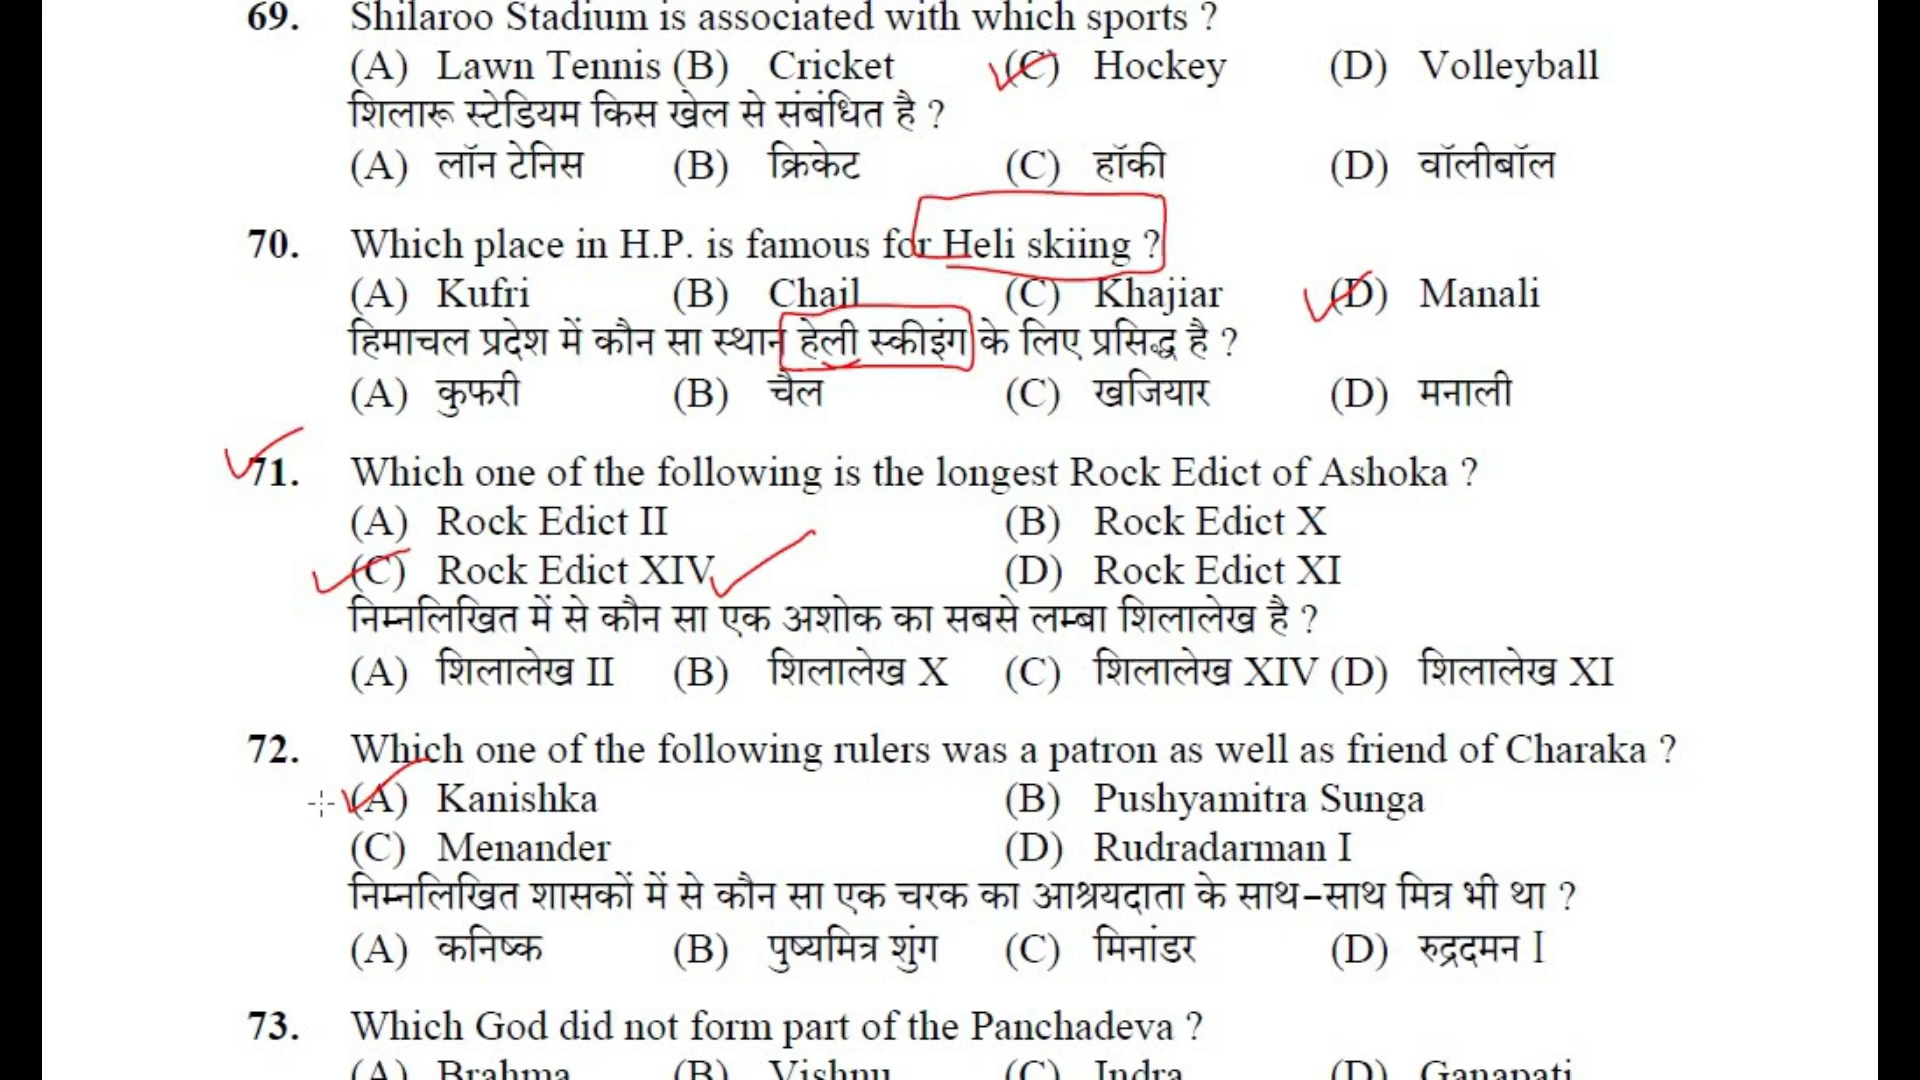 69. Shilaroo Stadium is associated with which sports ?
(A) Lawn Tennis (B) Cricket (C) Hockey (D) Volleyball
शिलारू स्टेडियम किस खेल से संबंधित है ?
(A) लॉन टेनिस (B) क्रिकेट (C) हॉकी (D) वॉलीबॉल
70. Which place in H.P. is famous for Heli skiing ?
(A) Kufri (B) Chail (C) Khajiar (D) Manali
हिमाचल प्रदेश में कौन सा स्थान हेली स्कीइंग के लिए प्रसिद्ध है ?
(A) कुफरी (B) चैल (C) खजियार (D) मनाली
71. Which one of the following is the longest Rock Edict of Ashoka ?
(A) Rock Edict II (B) Rock Edict X
(C) Rock Edict XIV (D) Rock Edict XI
निम्नलिखित में से कौन सा एक अशोक का सबसे लम्बा शिलालेख है ?
(A) शिलालेख II (B) शिलालेख X (C) शिलालेख XIV (D) शिलालेख XI
72. Which one of the following rulers was a patron as well as friend of Charaka ?
(A) Kanishka (B) Pushyamitra Sunga
(C) Menander (D) Rudradarman I
निम्नलिखित शासकों में से कौन सा एक चरक का आश्रयदाता के साथ-साथ मित्र भी था ?
(A) कनिष्क (B) पुष्यमित्र शुंग (C) मिनांडर (D) रुद्रदमन I
73. Which God did not form part of the Panchadeva ?
(A) Brahma (B) Vishnu (C) Indra (D) Ganapati